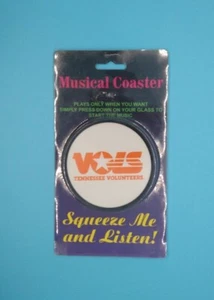 Musical Coaster
PLAYS ONLY WHEN YOU WANT
SIMPLE PRESS DOWN ON YOUR GLASS TO
START THE MUSIC
VOLS
TENNESSEE VOLUNTEERS
Squeeze Me
and Listen!